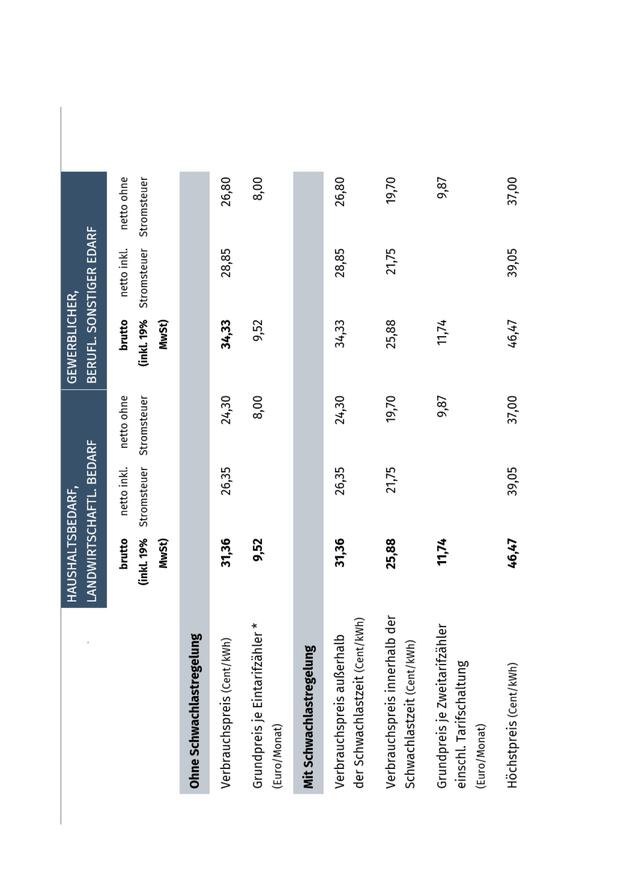 HAUSHALTSBEDARF, GEWERBLICHER,
LANDWIRTSCHAFTL. BEDARF BERUFL. SONSTIGER EDARF
brutto netto inkl. netto ohne brutto netto inkl. netto ohne
(inkl. 19% Stromsteuer Stromsteuer (inkl. 19% Stromsteuer Stromsteuer
MwSt) MwSt)
Ohne Schwachlastregelung
Verbrauchspreis (Cent/kWh) 31,36 26,35 24,30 34,33 28,85 26,80
Grundpreis je Eintarifzähler * 9,52 8,00 9,52 8,00
(Euro/Monat)
Mit Schwachlastregelung
Verbrauchspreis außerhalb 31,36 26,35 24,30 34,33 28,85 26,80
der Schwachlastzeit (Cent/kWh)
Verbrauchspreis innerhalb der 25,88 21,75 19,70 25,88 21,75 19,70
Schwachlastzeit (Cent/kWh)
Grundpreis je Zweitarifzähler 11,74 9,87 11,74 9,87
einschl. Tarifschaltung
(Euro/Monat)
Höchstpreis (Cent/kWh) 46,47 39,05 37,00 46,47 39,05 37,00